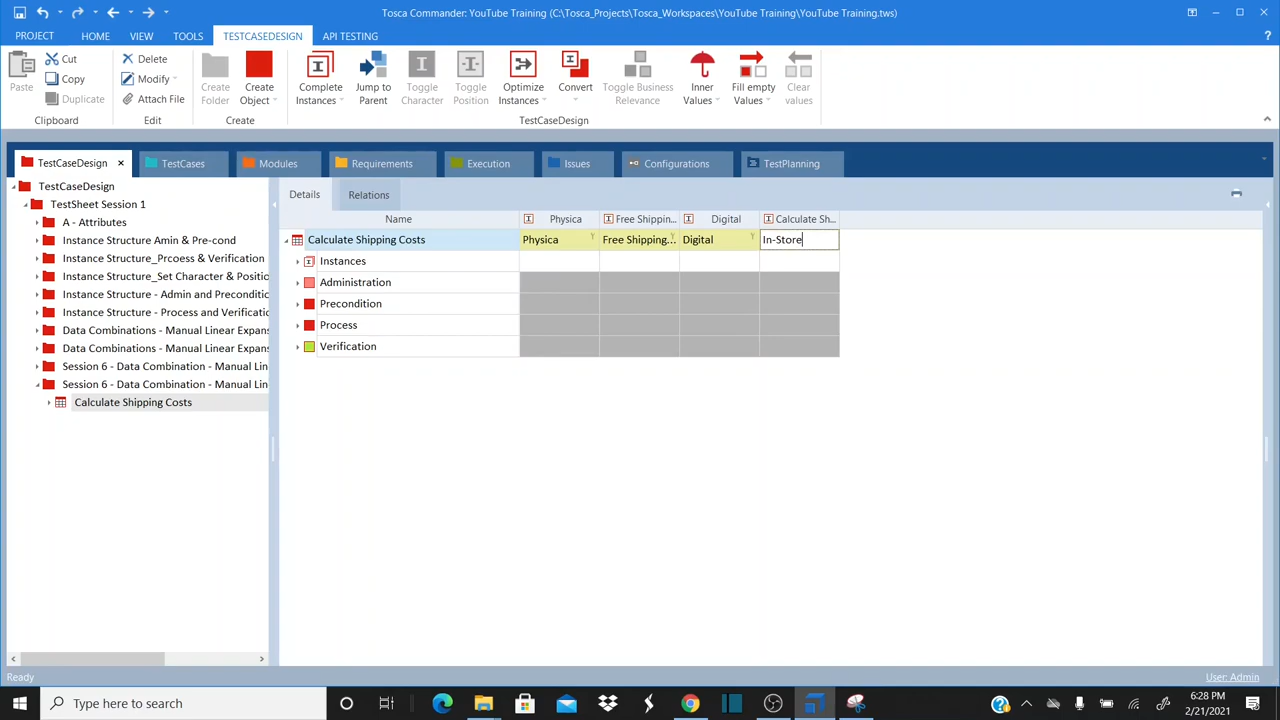 Tosca Commander: YouTube Training (C:\Tosca_Projects\Tosca_Workspaces\YouTube Training\YouTube Training.tws)
PROJECT HOME VIEW TOOLS TESTCASEDESIGN API TESTING
Paste
Cut
Copy
Duplicate
Clipboard
Delete
Modify
Attach File
Edit
Create Folder
Create Object
Create
Complete Instances
Jump to Parent
Toggle Character
Toggle Position
Optimize Instances
Convert
Toggle Business Relevance
Inner Values
Fill empty Values
Clear values
TestCaseDesign
TestCaseDesign TestCases Modules Requirements Execution Issues Configurations TestPlanning
TestCaseDesign
TestSheet Session 1
A - Attributes
Instance Structure Amin & Pre-cond
Instance Structure_Prcoess & Verification
Instance Structure_Set Character & Positio
Instance Structure - Admin and Preconditic
Instance Structure - Process and Verificatic
Data Combinations - Manual Linear Expans
Data Combinations - Manual Linear Expans
Session 6 - Data Combination - Manual Lin
Session 6 - Data Combination - Manual Lin
Calculate Shipping Costs
Details Relations
Name Physica Free Shippin... Digital Calculate Sh...
Calculate Shipping Costs Physica Free Shipping... Digital In-Store
Instances
Administration
Precondition
Process
Verification
Ready User: Admin
Type here to search
6:28 PM
2/21/2021